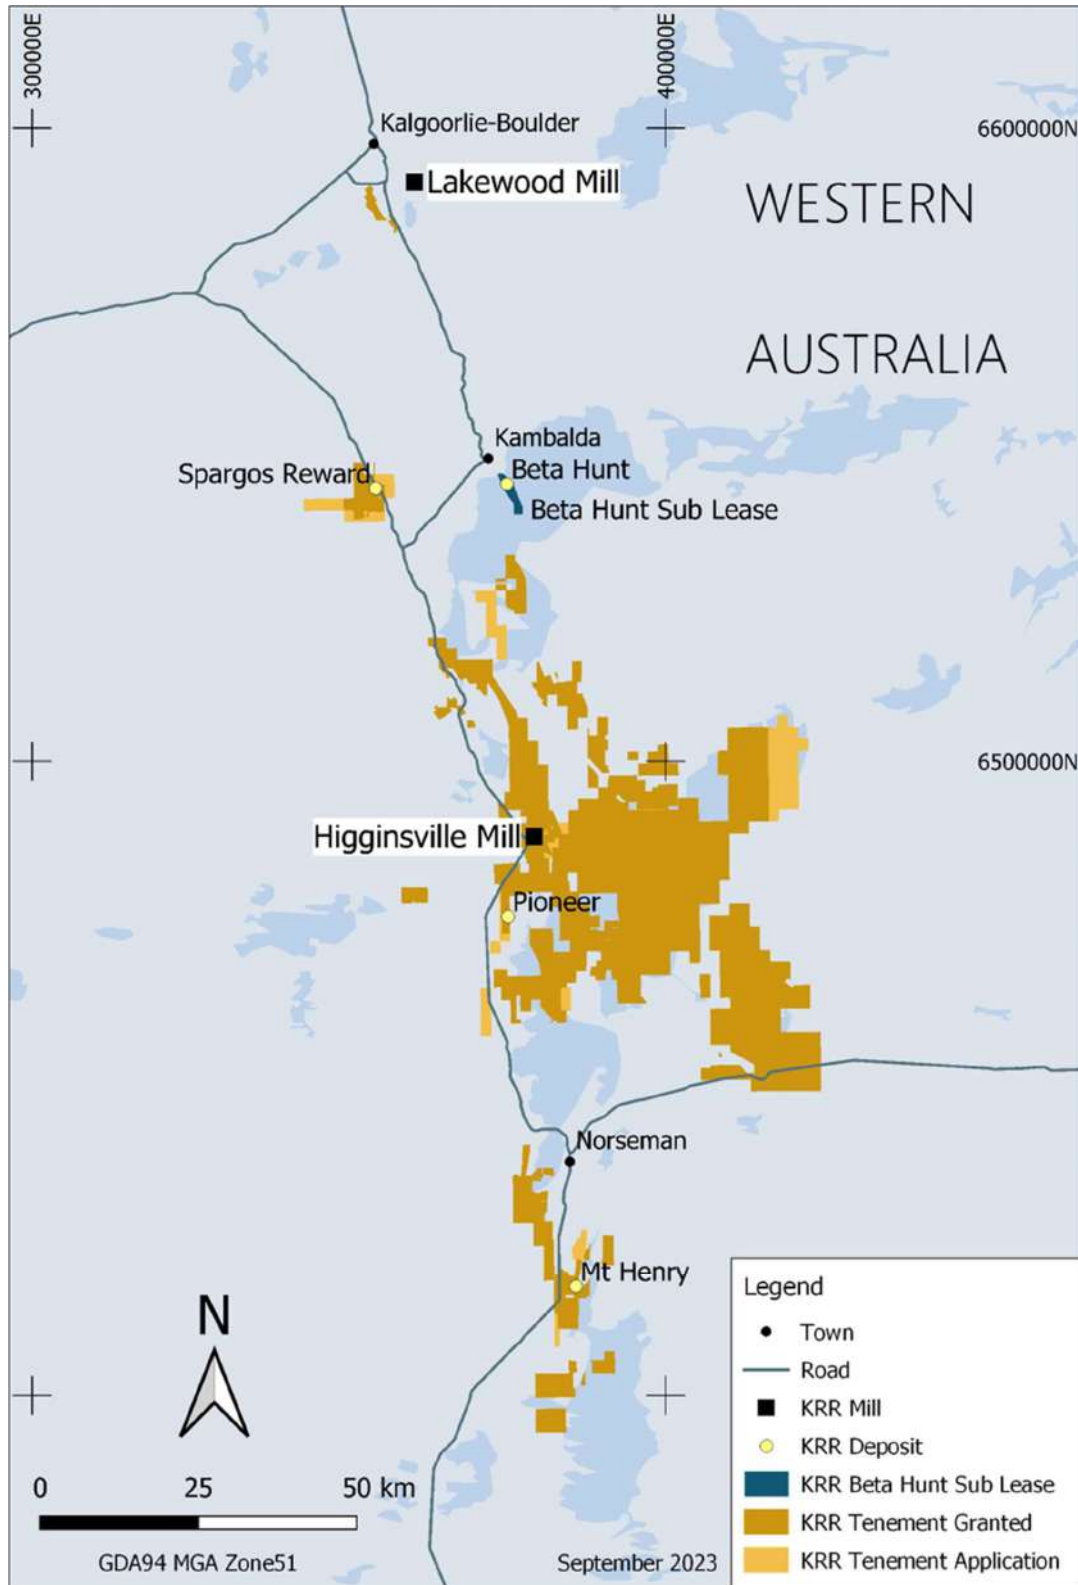 300000E
400000E
6600000N
Kalgoorlie-Boulder
Lakewood Mill
WESTERN
AUSTRALIA
Kambalda
Spargos Reward
Beta Hunt
Beta Hunt Sub Lease
6500000N
Higginsville Mill
Pioneer
Norseman
Mt Henry
N
0 25 50 km
GDA94 MGA Zone51
September 2023
Legend
Town
Road
KRR Mill
KRR Deposit
KRR Beta Hunt Sub Lease
KRR Tenement Granted
KRR Tenement Application